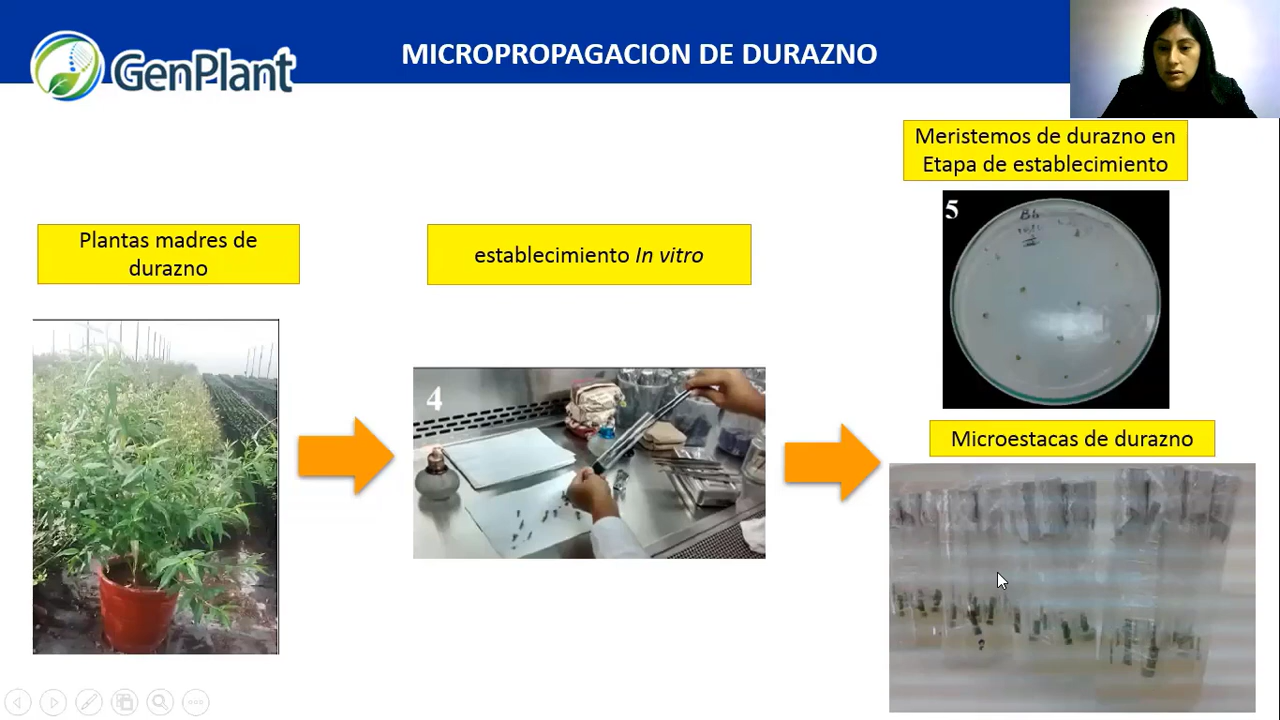 GenPlant
MICROPROPAGACION DE DURAZNO
Plantas madres de
durazno
establecimiento In vitro
4
Meristemos de durazno en
Etapa de establecimiento
5
Microestacas de durazno